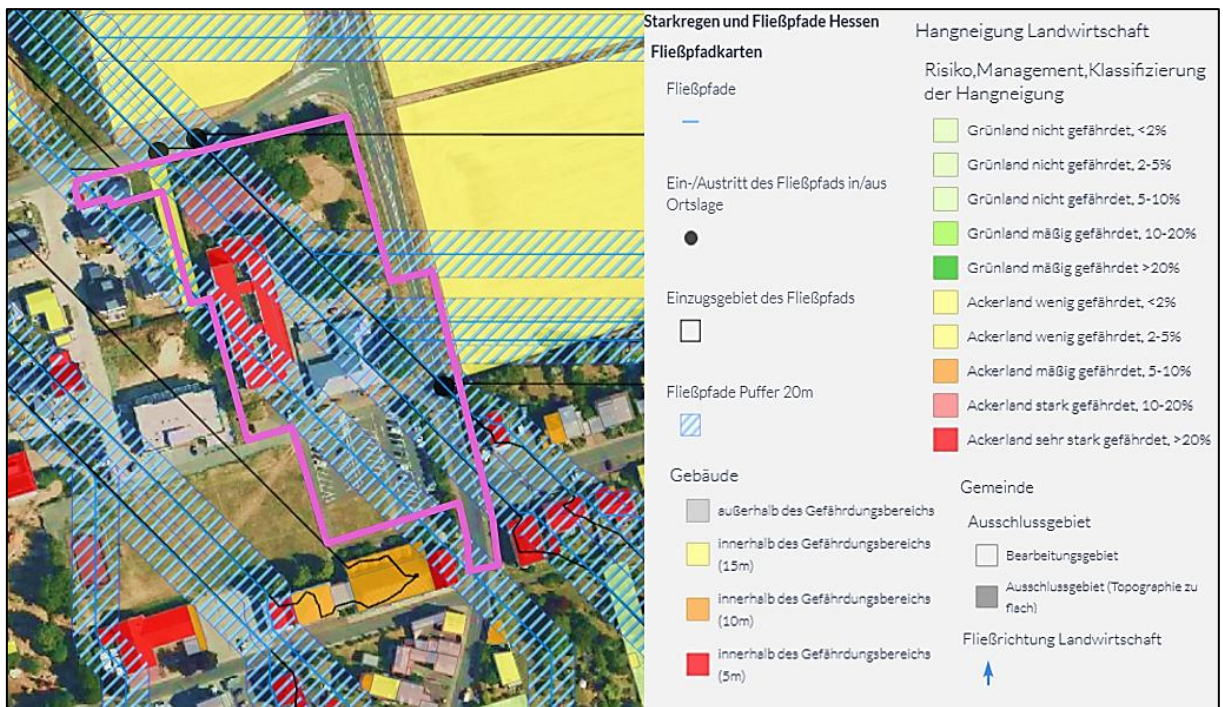 Starkregen und Fließpfade Hessen
Fließpfadkarten
Fließpfade
Ein-/Austritt des Fließpfads in/aus
Ortslage
Einzugsgebiet des Fließpfads
Fließpfade Puffer 20m
Gebäude
außerhalb des Gefährdungsbereichs
innerhalb des Gefährdungsbereichs
(15m)
innerhalb des Gefährdungsbereichs
(10m)
innerhalb des Gefährdungsbereichs
(5m)
Hangneigung Landwirtschaft
Risiko,Management,Klassifizierung
der Hangneigung
Grünland nicht gefährdet, <2%
Grünland nicht gefährdet, 2-5%
Grünland nicht gefährdet, 5-10%
Grünland mäßig gefährdet, 10-20%
Grünland mäßig gefährdet >20%
Ackerland wenig gefährdet, <2%
Ackerland wenig gefährdet, 2-5%
Ackerland mäßig gefährdet, 5-10%
Ackerland stark gefährdet, 10-20%
Ackerland sehr stark gefährdet, >20%
Gemeinde
Ausschlussgebiet
Bearbeitungsgebiet
Ausschlussgebiet (Topographie zu
flach)
Fließrichtung Landwirtschaft